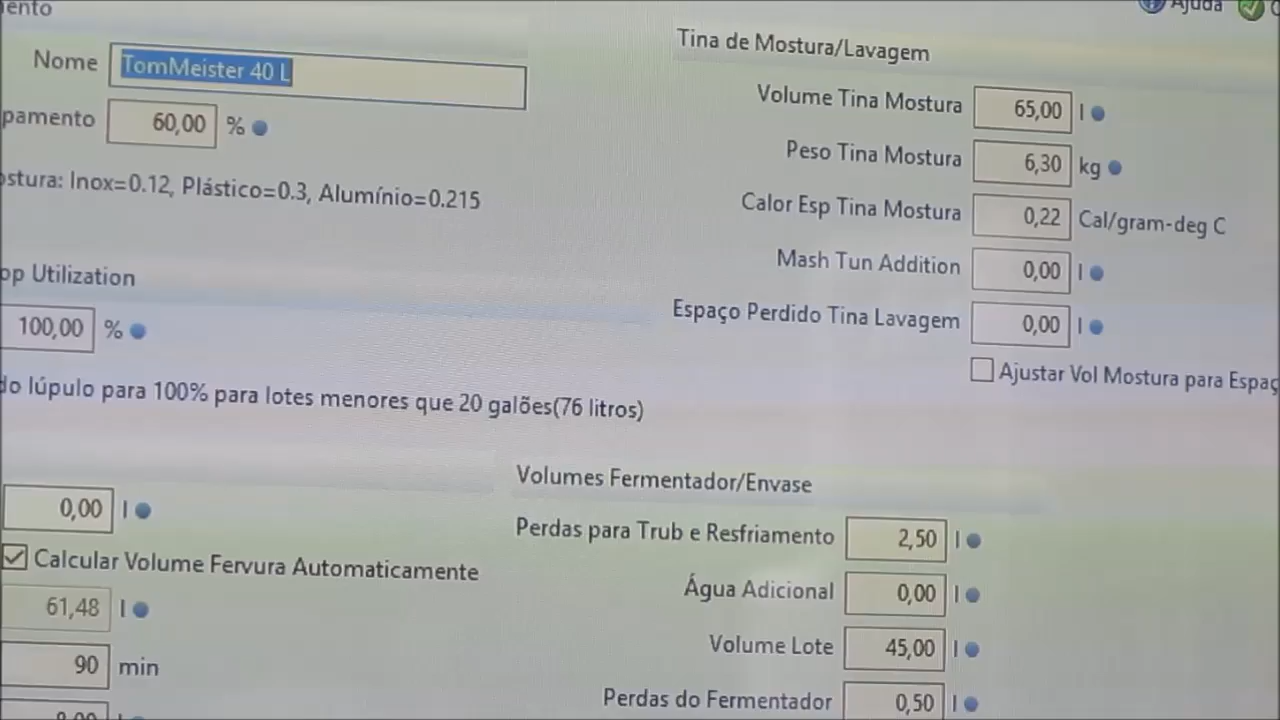 ento
Ajuda
Nome TomMeister 40 L
pamento 60,00 %
ostura: Inox=0.12, Plástico=0.3, Alumínio=0.215
op Utilization
100,00 %
do lúpulo para 100% para lotes menores que 20 galões(76 litros)
0,00 l
Calcular Volume Fervura Automaticamente
61,48 l
90 min
Tina de Mostura/Lavagem
Volume Tina Mostura 65,00 l
Peso Tina Mostura 6,30 kg
Calor Esp Tina Mostura 0,22 Cal/gram-deg C
Mash Tun Addition 0,00 l
Espaço Perdido Tina Lavagem 0,00 l
Ajustar Vol Mostura para Espaç
Volumes Fermentador/Envase
Perdas para Trub e Resfriamento 2,50 l
Água Adicional 0,00 l
Volume Lote 45,00 l
Perdas do Fermentador 0,50 l